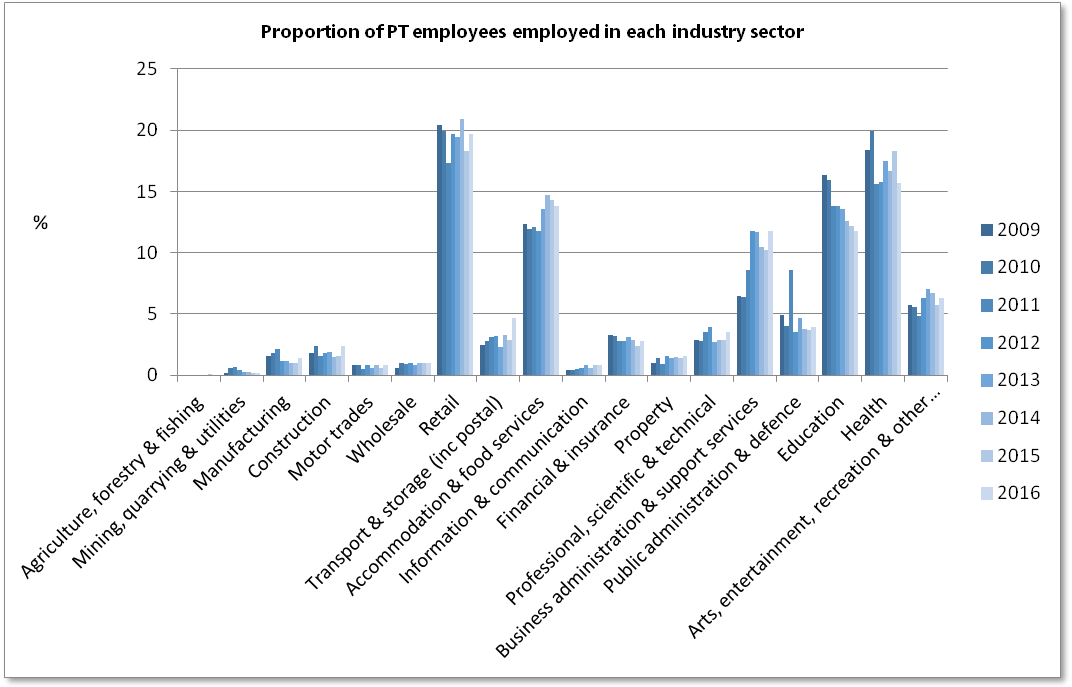 Proportion of PT employees employed in each industry sector
25
20
15
10
5
0
%
Agriculture, forestry & fishing
Mining, quarrying & utilities
Manufacturing
Construction
Motor trades
Wholesale
Retail
Transport & storage (inc postal)
Accommodation & food services
Information & communication
Financial & insurance
Property
Professional, scientific & technical
Business administration & support services
Public administration & defence
Education
Health
Arts, entertainment, recreation & other...
2009
2010
2011
2012
2013
2014
2015
2016